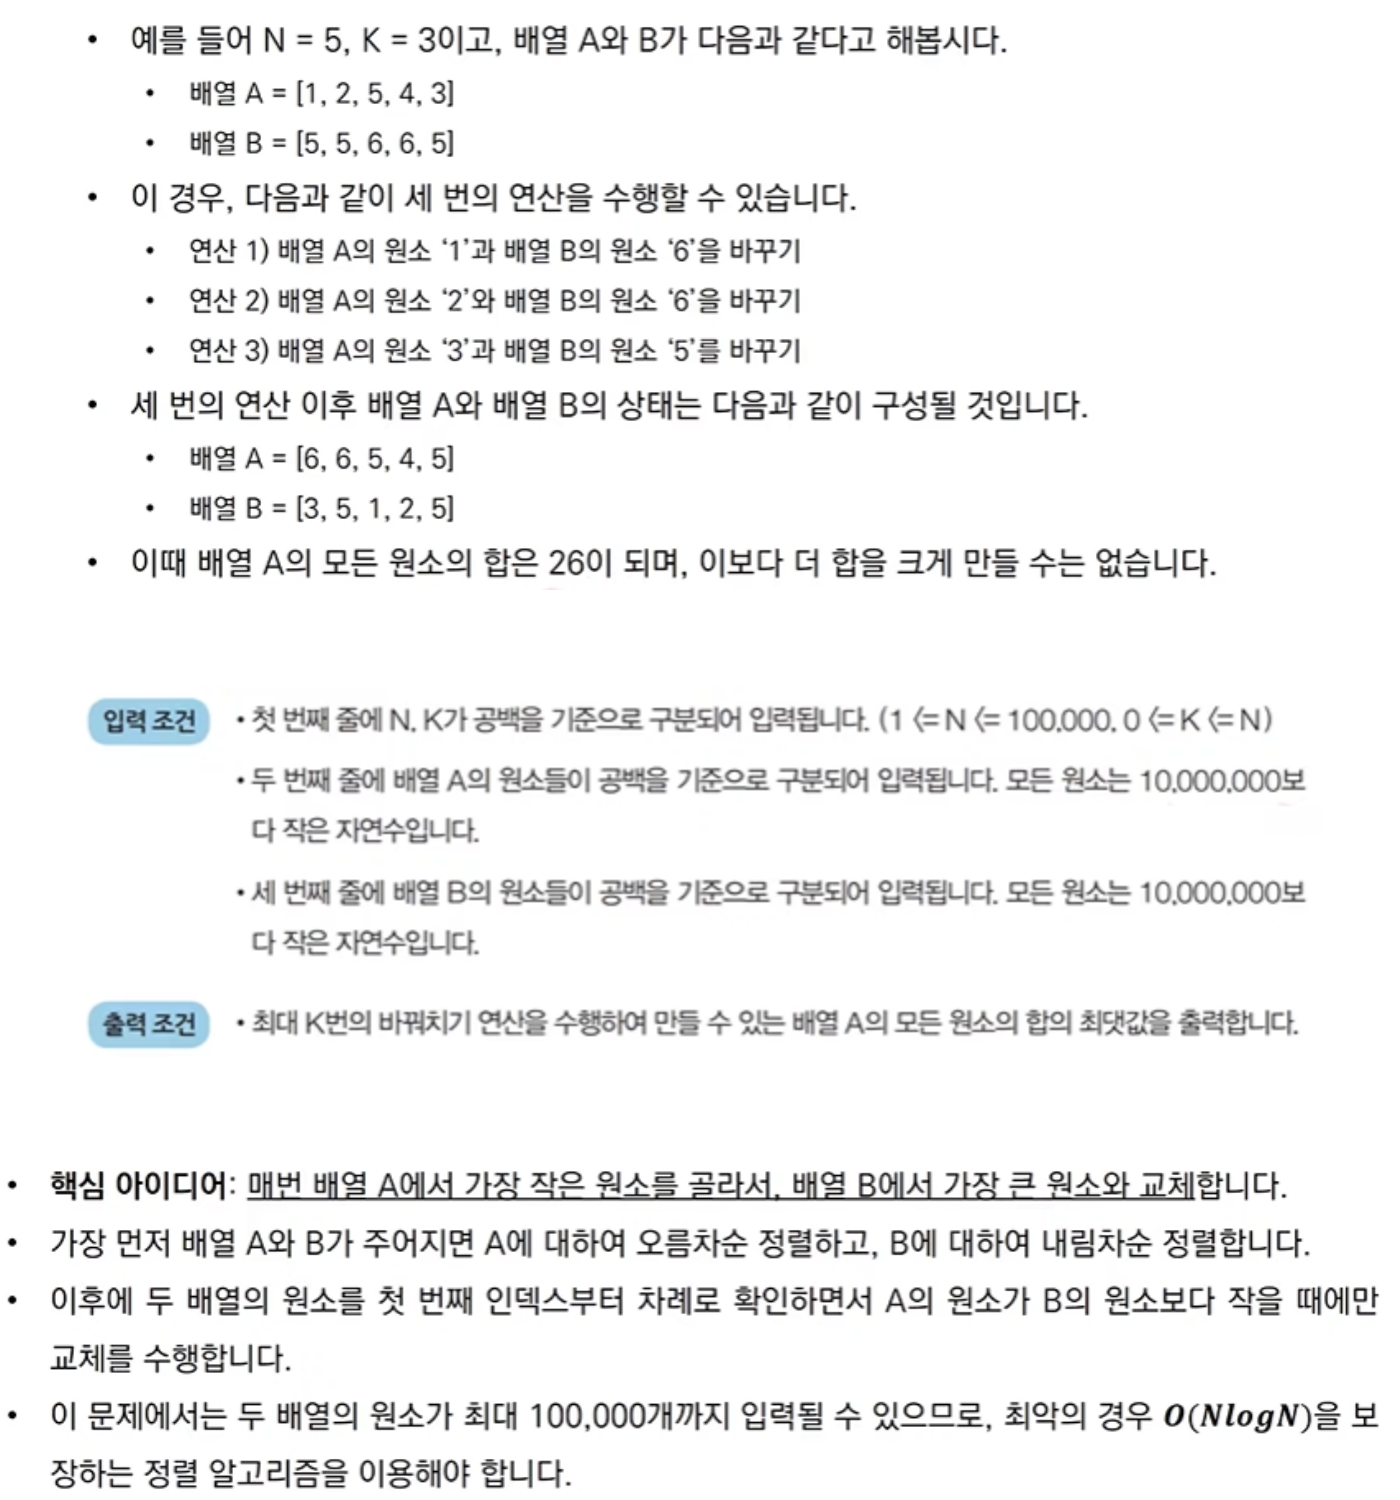 • 예를 들어 N = 5, K = 3이고, 배열 A와 B가 다음과 같다고 해봅시다.
• 배열 A = [1, 2, 5, 4, 3]
• 배열 B = [5, 5, 6, 6, 5]
• 이 경우, 다음과 같이 세 번의 연산을 수행할 수 있습니다.
• 연산 1) 배열 A의 원소 ‘1’과 배열 B의 원소 ‘6’을 바꾸기
• 연산 2) 배열 A의 원소 ‘2’와 배열 B의 원소 ‘6’을 바꾸기
• 연산 3) 배열 A의 원소 ‘3’과 배열 B의 원소 ‘5’를 바꾸기
• 세 번의 연산 이후 배열 A와 배열 B의 상태는 다음과 같이 구성될 것입니다.
• 배열 A = [6, 6, 5, 4, 5]
• 배열 B = [3, 5, 1, 2, 5]
• 이때 배열 A의 모든 원소의 합은 26이 되며, 이보다 더 합을 크게 만들 수는 없습니다.
입력 조건 • 첫 번째 줄에 N, K가 공백을 기준으로 구분되어 입력됩니다. (1 <= N <= 100,000, 0 <= K <= N)
• 두 번째 줄에 배열 A의 원소들이 공백을 기준으로 구분되어 입력됩니다. 모든 원소는 10,000,000보
다 작은 자연수입니다.
• 세 번째 줄에 배열 B의 원소들이 공백을 기준으로 구분되어 입력됩니다. 모든 원소는 10,000,000보
다 작은 자연수입니다.
출력 조건 • 최대 K번의 바꿔치기 연산을 수행하여 만들 수 있는 배열 A의 모든 원소의 합의 최댓값을 출력합니다.
• 핵심 아이디어: 매번 배열 A에서 가장 작은 원소를 골라서, 배열 B에서 가장 큰 원소와 교체합니다.
• 가장 먼저 배열 A와 B가 주어지면 A에 대하여 오름차순 정렬하고, B에 대하여 내림차순 정렬합니다.
• 이후에 두 배열의 원소를 첫 번째 인덱스부터 차례로 확인하면서 A의 원소가 B의 원소보다 작을 때에만
교체를 수행합니다.
• 이 문제에서는 두 배열의 원소가 최대 100,000개까지 입력될 수 있으므로, 최악의 경우 O(NlogN)을 보
장하는 정렬 알고리즘을 이용해야 합니다.